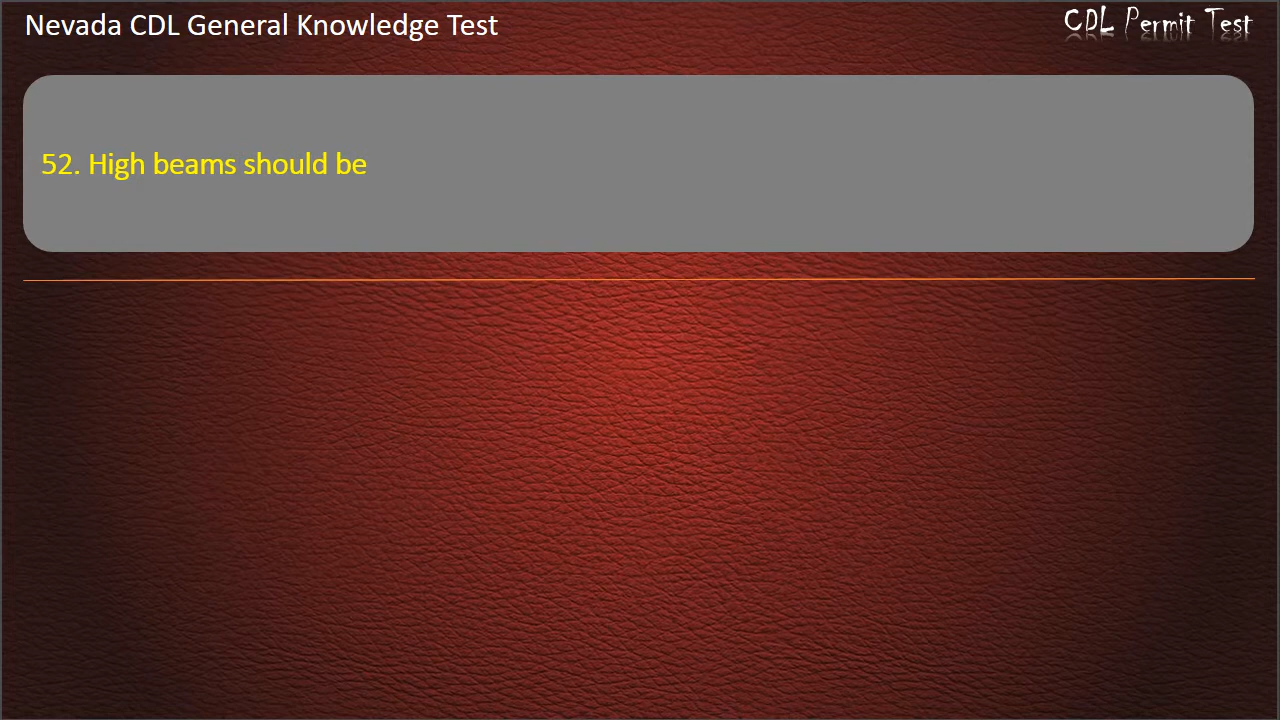 Nevada CDL General Knowledge Test
CDL Permit Test
52. High beams should be